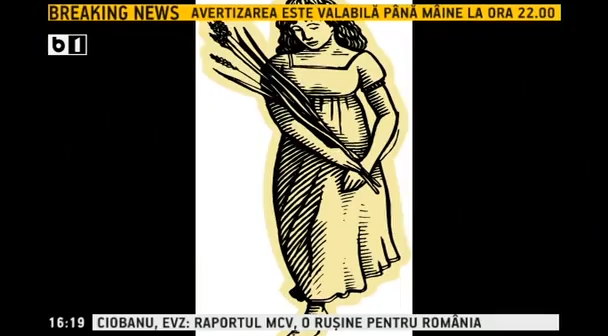 BREAKING NEWS AVERTIZAREA ESTE VALABILĂ PÂNĂ MÂINE LA ORA 22.00
b1
16:19 CIOBANU, EVZ: RAPORTUL MCV, O RUȘINE PENTRU ROMÂNIA